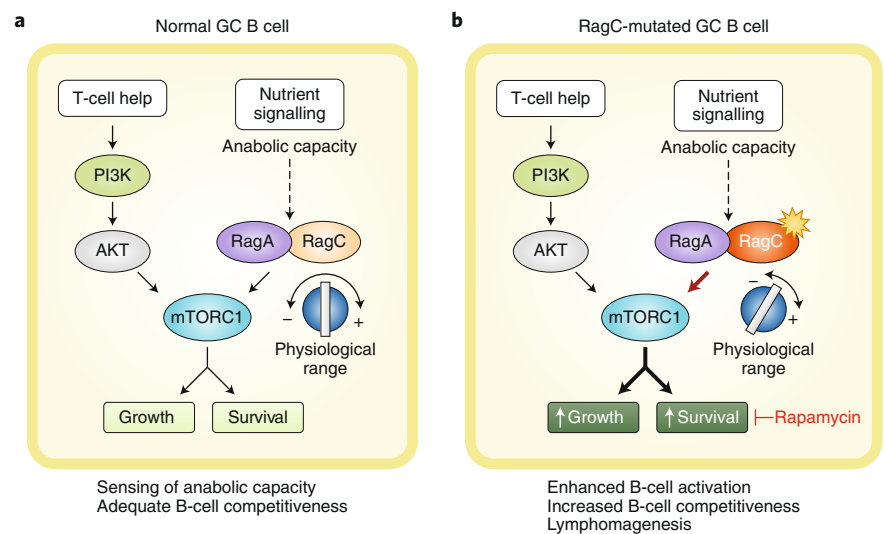 a
Normal GC B cell
T-cell help
Nutrient
signalling
Anabolic capacity
PI3K
AKT
RagA
RagC
mTORC1
–
+
Physiological
range
Growth
Survival
Sensing of anabolic capacity
Adequate B-cell competitiveness
b
RagC-mutated GC B cell
T-cell help
Nutrient
signalling
Anabolic capacity
PI3K
AKT
RagA
RagC
mTORC1
–
+
Physiological
range
↑Growth
↑Survival
Rapamycin
Enhanced B-cell activation
Increased B-cell competitiveness
Lymphomagenesis